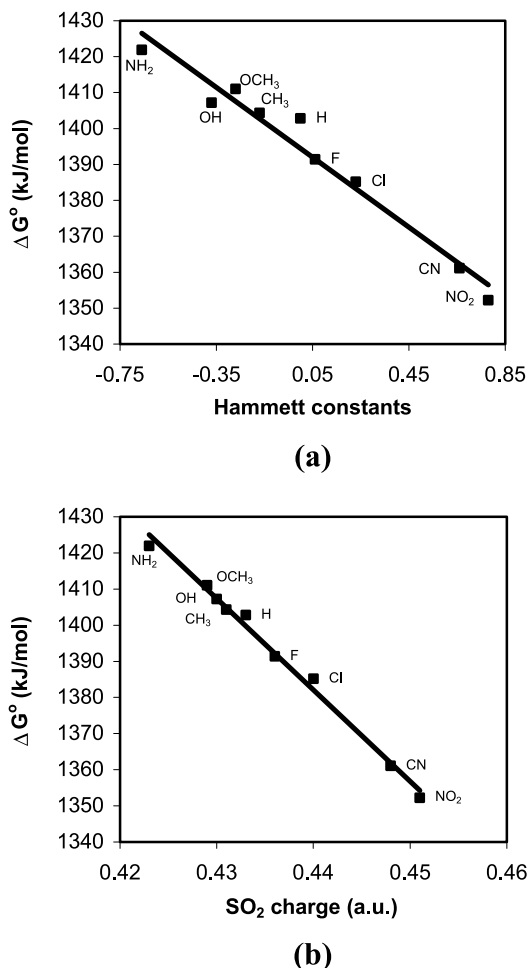 1430
1420
1410
1400
1390
1380
1370
1360
1350
1340
Δ G° (kJ/mol)
NH₂
OCH₃
CH₃
OH
H
F
Cl
CN
NO₂
-0.75 -0.35 0.05 0.45 0.85
Hammett constants
(a)
1430
1420
1410
1400
1390
1380
1370
1360
1350
1340
Δ G° (kJ/mol)
NH₂
OCH₃
OH
CH₃
H
F
Cl
CN
NO₂
0.42 0.43 0.44 0.45 0.46
SO₂ charge (a.u.)
(b)